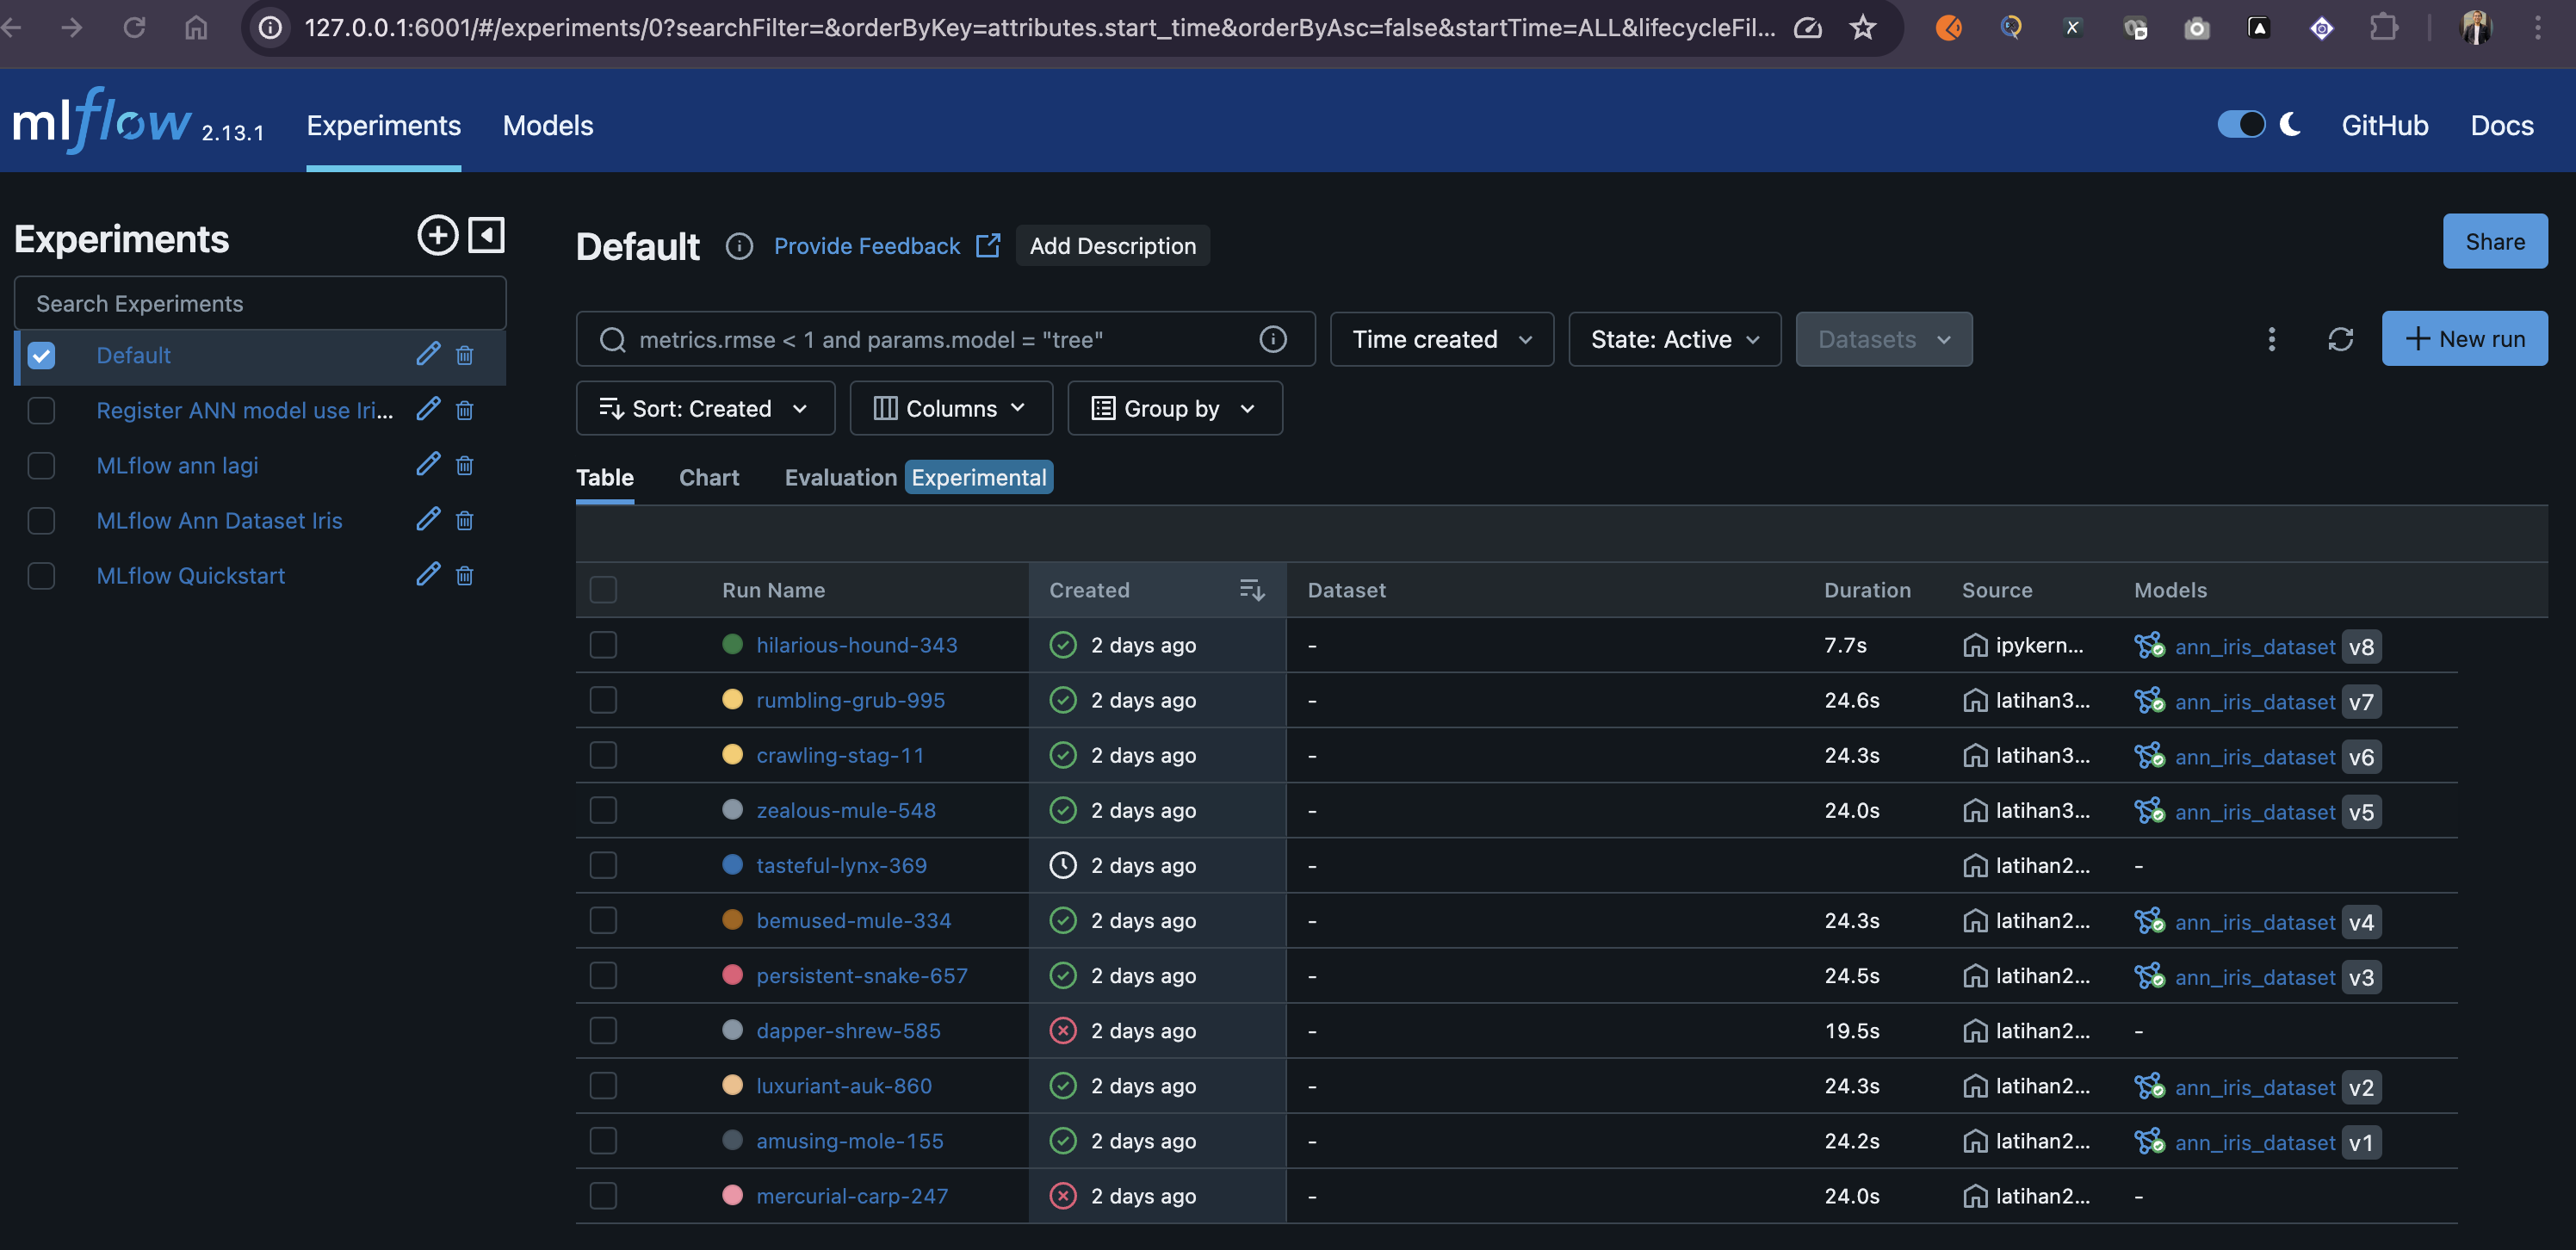 127.0.0.1:6001/#/experiments/0?searchFilter=&orderByKey=attributes.start_time&orderByAsc=false&startTime=ALL&lifecycleFil...
mlflow 2.13.1 Experiments Models GitHub Docs
Experiments
Search Experiments
Default
Register ANN model use Iri...
MLflow ann lagi
MLflow Ann Dataset Iris
MLflow Quickstart
Default Provide Feedback Add Description Share
metrics.rmse < 1 and params.model = "tree" Time created State: Active Datasets New run
Sort: Created Columns Group by
Table Chart Evaluation Experimental
Run Name Created Dataset Duration Source Models
hilarious-hound-343 2 days ago - 7.7s ipykern... ann_iris_dataset v8
rumbling-grub-995 2 days ago - 24.6s latihan3... ann_iris_dataset v7
crawling-stag-11 2 days ago - 24.3s latihan3... ann_iris_dataset v6
zealous-mule-548 2 days ago - 24.0s latihan3... ann_iris_dataset v5
tasteful-lynx-369 2 days ago - latihan2... -
bemused-mule-334 2 days ago - 24.3s latihan2... ann_iris_dataset v4
persistent-snake-657 2 days ago - 24.5s latihan2... ann_iris_dataset v3
dapper-shrew-585 2 days ago - 19.5s latihan2... -
luxuriant-auk-860 2 days ago - 24.3s latihan2... ann_iris_dataset v2
amusing-mole-155 2 days ago - 24.2s latihan2... ann_iris_dataset v1
mercurial-carp-247 2 days ago - 24.0s latihan2... -